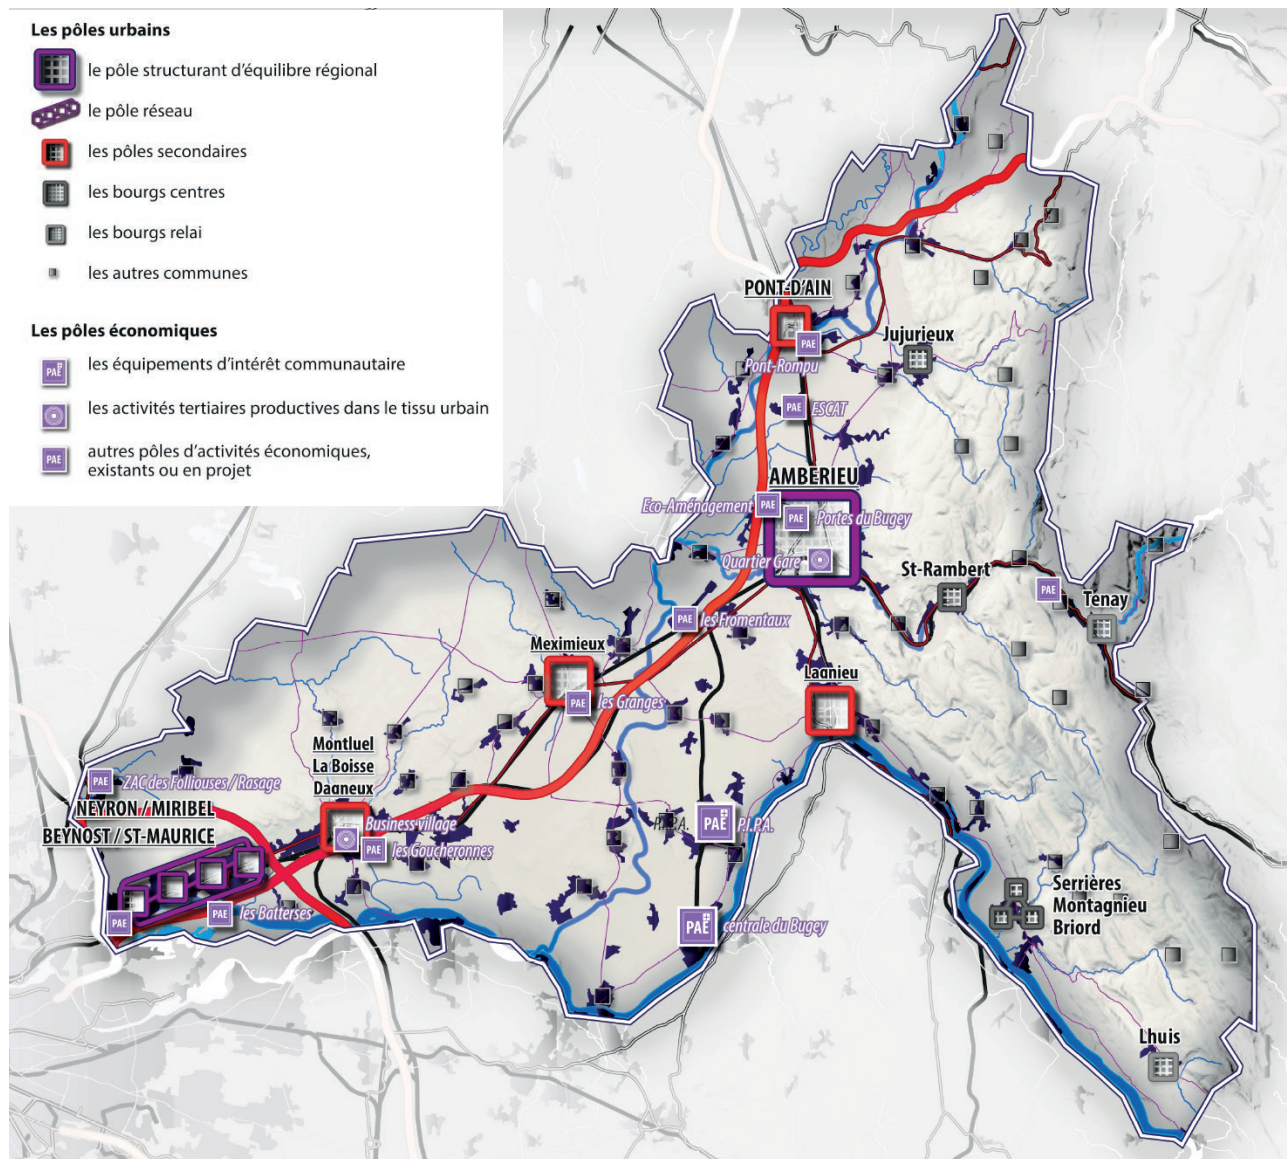 Les pôles urbains
le pôle structurant d'équilibre régional
le pôle réseau
les pôles secondaires
les bourgs centres
les bourgs relai
les autres communes
Les pôles économiques
PAE
les équipements d'intérêt communautaire
les activités tertiaires productives dans le tissu urbain
PAE
autres pôles d'activités économiques,
existants ou en projet
PONT-D'AIN
PAE
Pont-Rompu
Jujurieux
PAE
ESCAT
AMBERIEU
Eco-Aménagement
PAE
PAE
Portes du Bugey
Quartier Gare
St-Rambert
PAE
Tenay
PAE
les Fromentaux
Meximieux
PAE
les Granges
Lagnieu
Montluel
La Boisse
Dagneux
PAE
ZAC des Folliouses / Rasage
NEYRON / MIRIBEL
BEYNOST / ST-MAURICE
Business village
PAE
les Goucheronnes
P.I.P.A.
PAE
P.I.P.A.
PAE
PAE
les Batterses
PAE
centrale du Bugey
Serrières
Montagnieu
Briord
Lhuis